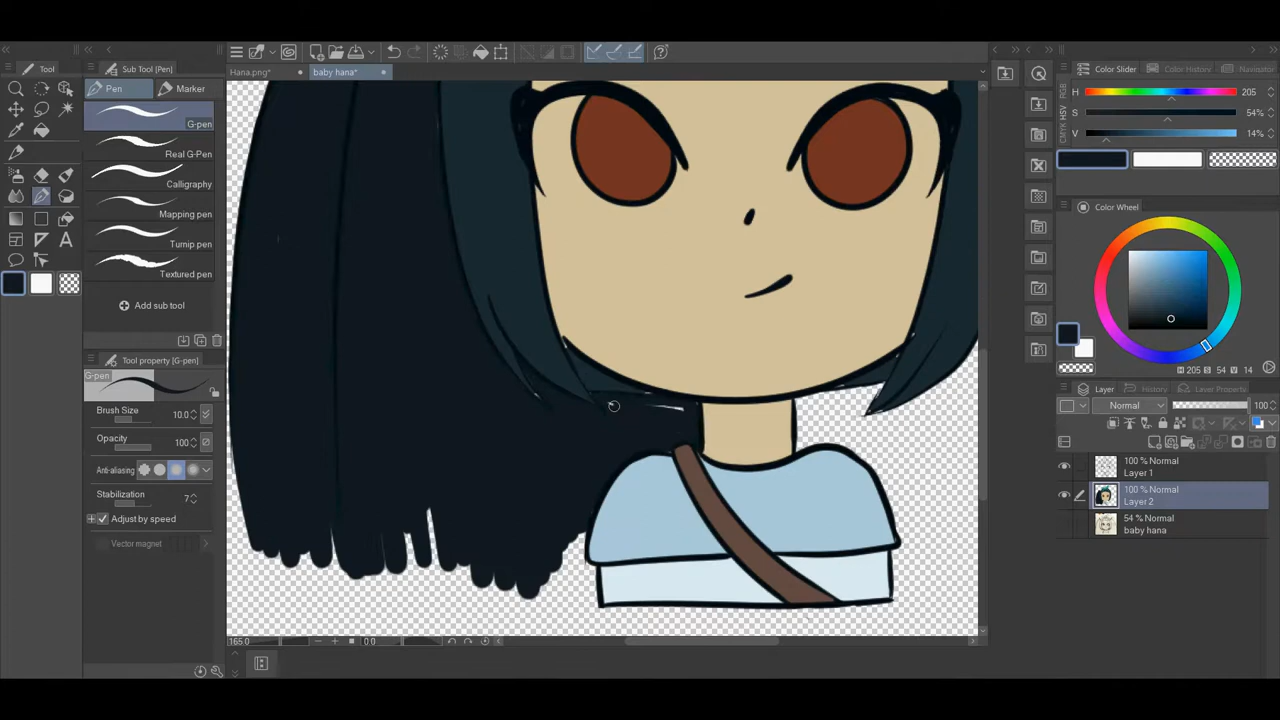 Hana.png*
baby hana*
Tool
Sub Tool [Pen]
Pen
Marker
G-pen
Real G-Pen
Calligraphy
Mapping pen
Turnip pen
Textured pen
Add sub tool
Tool property [G-pen]
G-pen
Brush Size 10.0
Opacity 100
Anti-aliasing
Stabilization 7
Adjust by speed
Vector magnet
165.0
0.0
Color Slider
Color History
Navigator
RGB
HSV
CMYK
H 205
S 54%
V 14%
Color Wheel
H 205 S 54 V 14
Layer
History
Layer Property
Normal
100
100 % Normal
Layer 1
100 % Normal
Layer 2
54 % Normal
baby hana